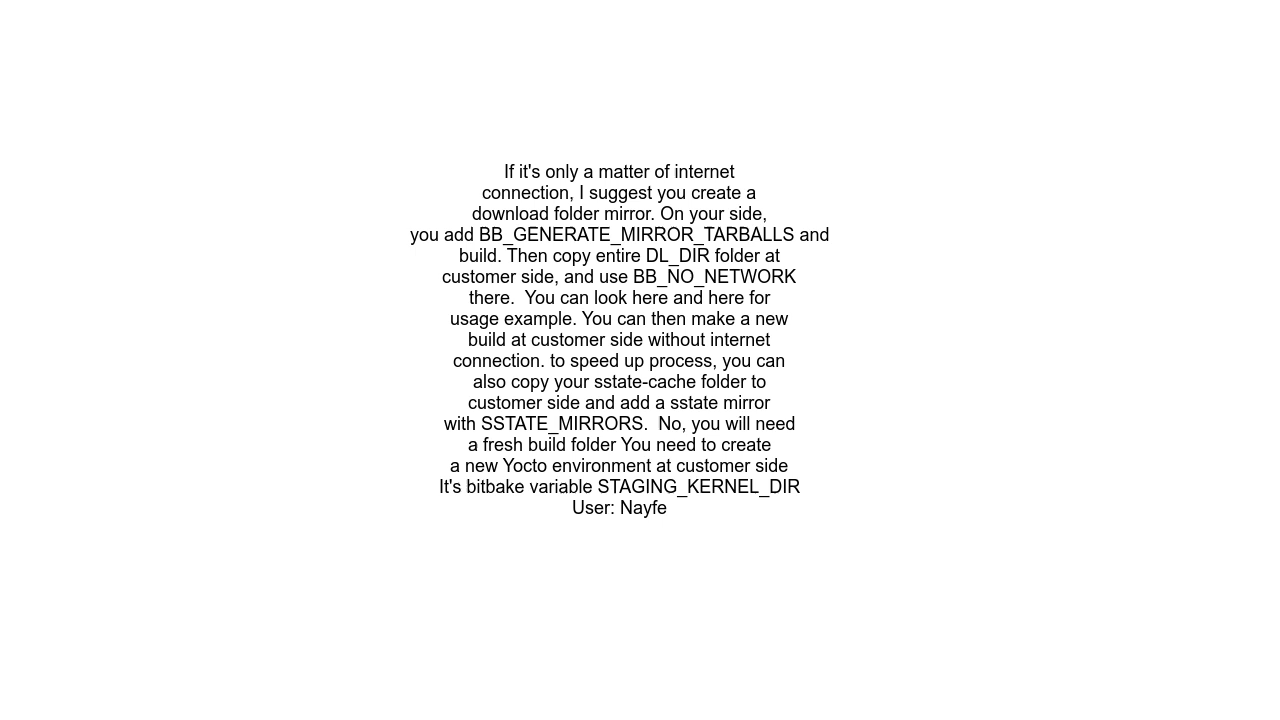 If it's only a matter of internet
connection, I suggest you create a
download folder mirror. On your side,
you add BB_GENERATE_MIRROR_TARBALLS and
build. Then copy entire DL_DIR folder at
customer side, and use BB_NO_NETWORK
there.  You can look here and here for
usage example. You can then make a new
build at customer side without internet
connection. to speed up process, you can
also copy your sstate-cache folder to
customer side and add a sstate mirror
with SSTATE_MIRRORS.  No, you will need
a fresh build folder You need to create
a new Yocto environment at customer side
It's bitbake variable STAGING_KERNEL_DIR
User: Nayfe